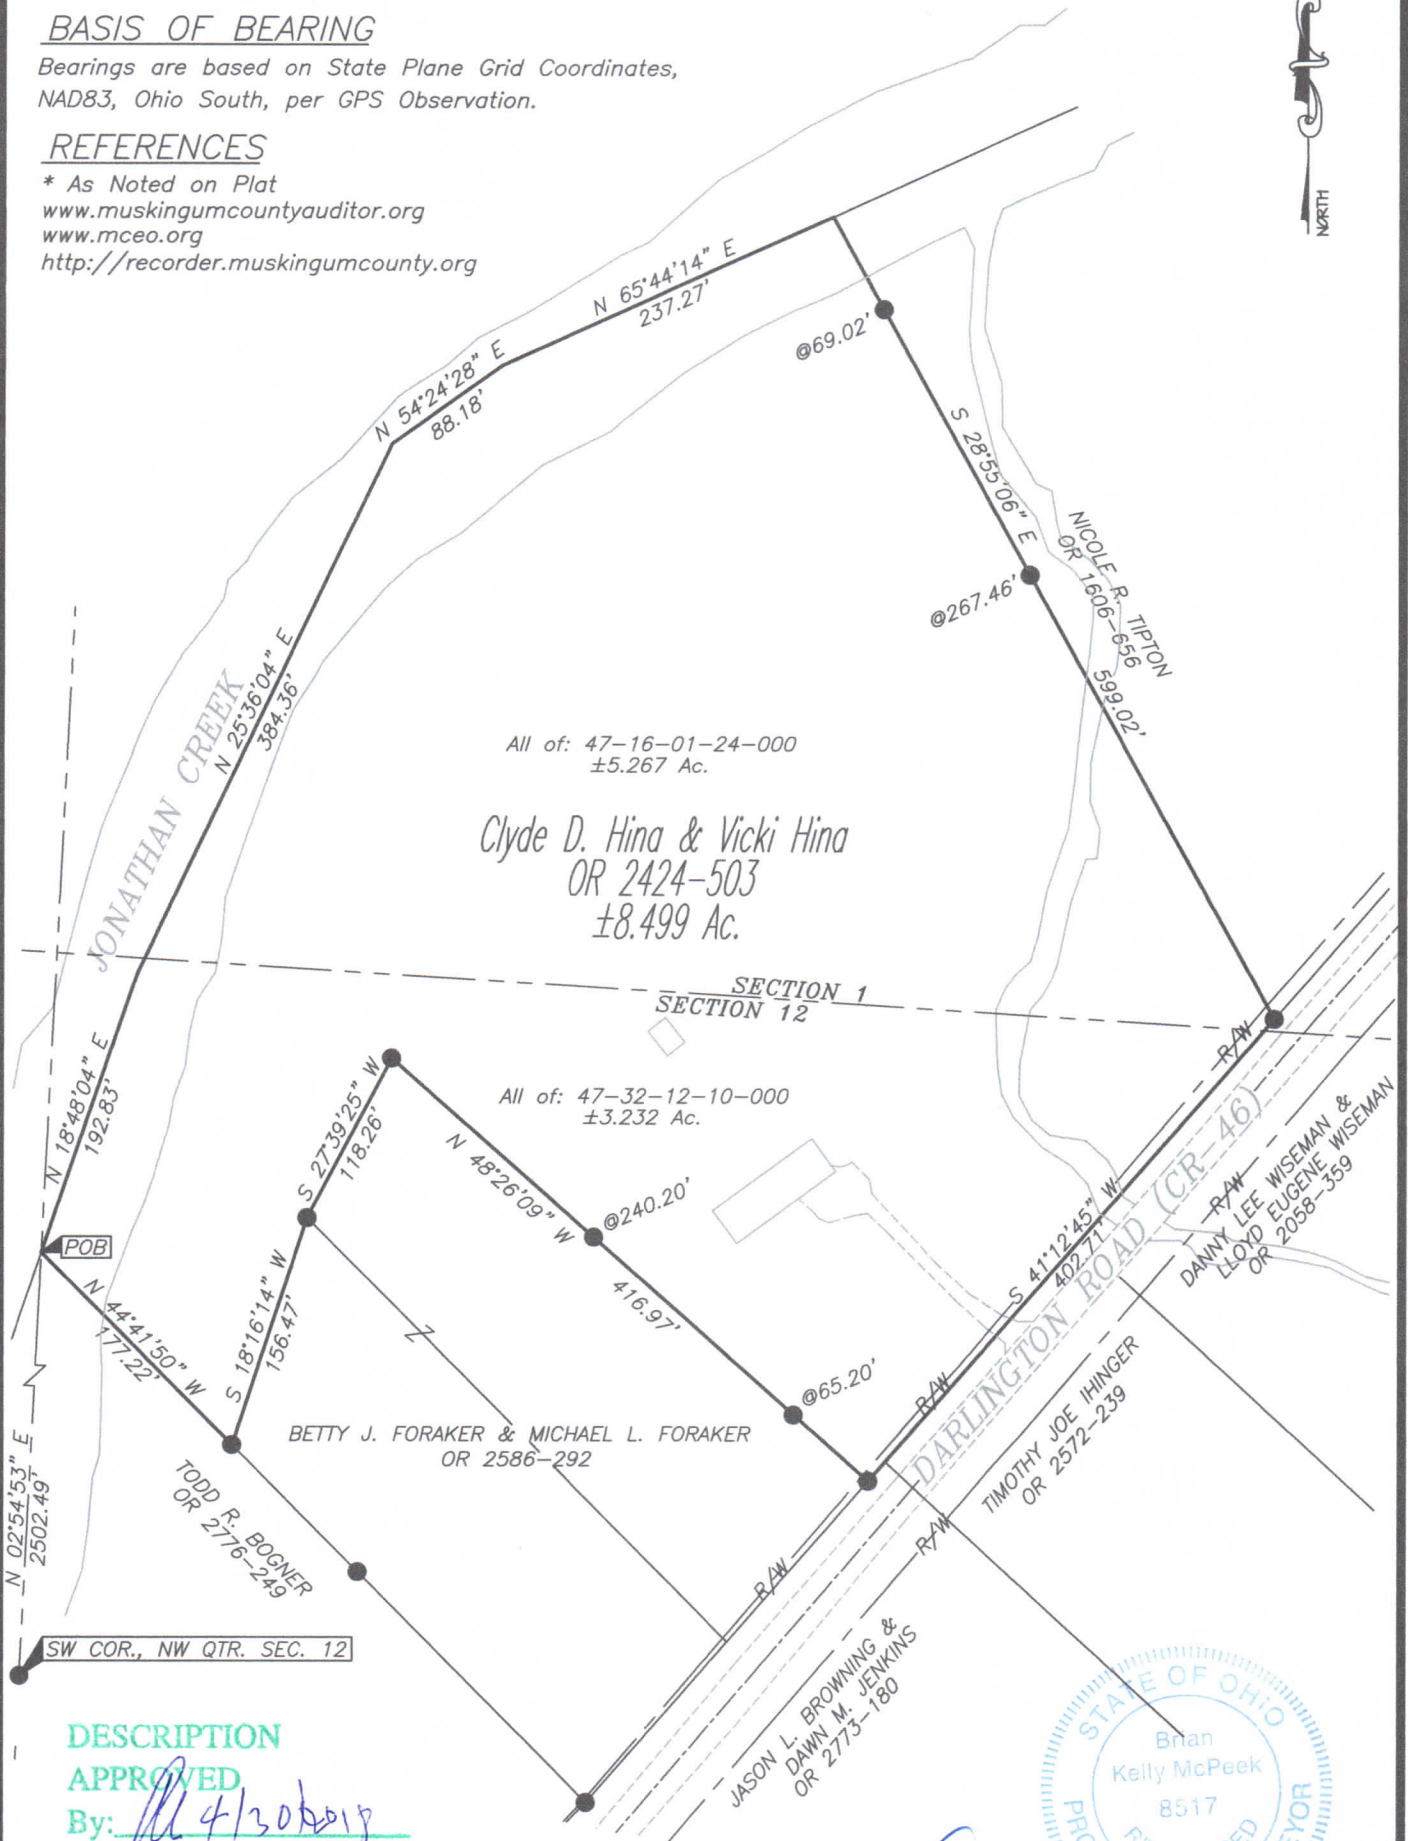 BASIS OF BEARING
Bearings are based on State Plane Grid Coordinates,
NAD83, Ohio South, per GPS Observation.
REFERENCES
* As Noted on Plat
www.muskingumcountyauditor.org
www.mceo.org
http://recorder.muskingumcounty.org
NORTH
N 65°44'14" E
237.27'
@69.02'
N 54°24'28" E
88.18'
S 28°55'06" E
599.02'
@267.46'
NICOLE R. TIPTON
OR 1606-656
N 25°36'04" E
384.36'
JONATHAN CREEK
All of: 47-16-01-24-000
±5.267 Ac.
Clyde D. Hina & Vicki Hina
OR 2424-503
±8.499 Ac.
SECTION 1
SECTION 12
R/W
N 18°48'04" E
192.83'
S 27°39'25" W
118.26'
All of: 47-32-12-10-000
±3.232 Ac.
N 48°26'09" W
416.97'
@240.20'
@65.20'
POB
N 44°41'50" W
177.22'
S 18°16'14" W
156.47'
Z
S 41°12'45" W
402.71'
DARLINGTON ROAD (CR-46)
R/W
DANNY LEE WISEMAN &
LLOYD EUGENE WISEMAN
OR 2058-359
R/W
TIMOTHY JOE IHINGER
OR 2572-239
R/W
BETTY J. FORAKER & MICHAEL L. FORAKER
OR 2586-292
TODD R. BOGNER
OR 2776-249
R/W
N 02°54'53" E
2502.49'
SW COR., NW QTR. SEC. 12
JASON L. BROWNING &
DAWN M. JENKINS
OR 2773-180
DESCRIPTION
APPROVED
By: 4/30/2018
STATE OF OHIO
Brian
Kelly McPeek
8517